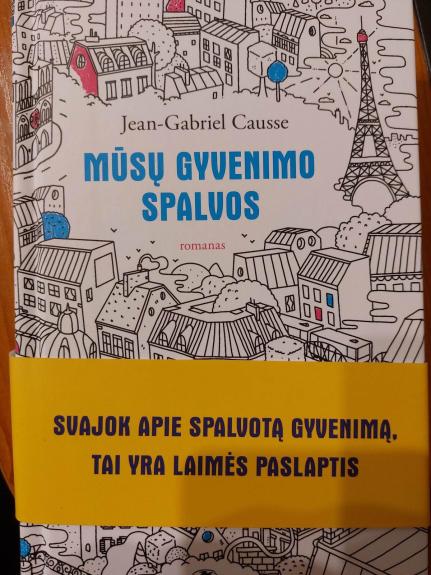 Jean-Gabriel Causse
MŪSŲ GYVENIMO
SPALVOS
romanas
SVAJOK APIE SPALVOTĄ GYVENIMĄ,
TAI YRA LAIMĖS PASLAPTIS